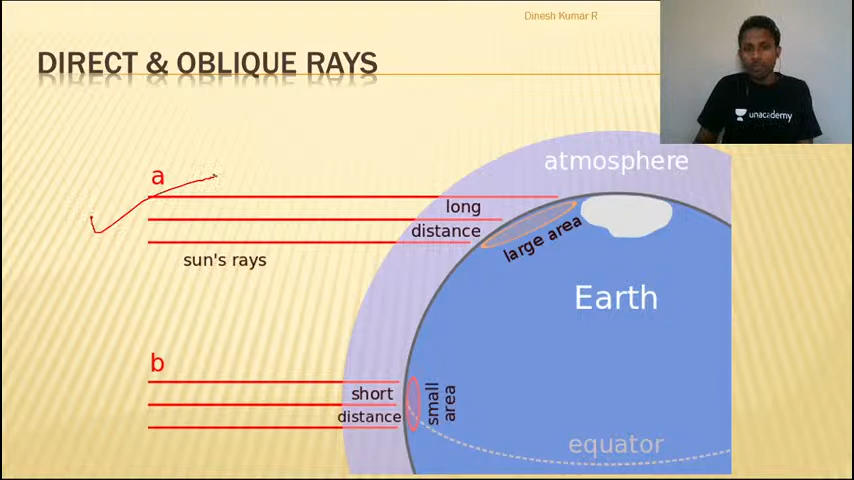 Dinesh Kumar R
DIRECT & OBLIQUE RAYS
unacademy
atmosphere
a
long
distance
large area
sun's rays
Earth
b
short
distance
small
area
equator